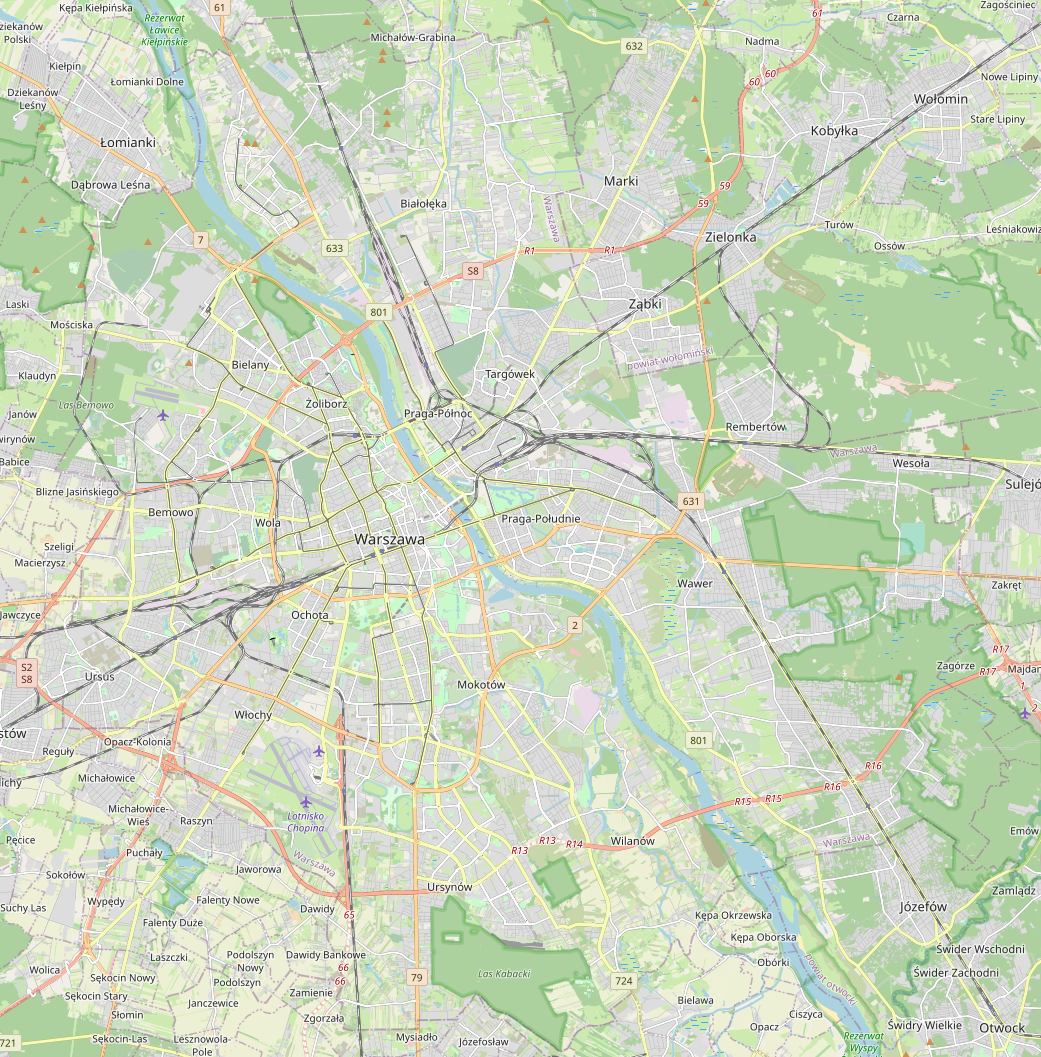 Kępa Kiełpińska
61
61
Zagościniec
Rezerwat
Ławice
Kiełpińskie
Czarna
Michałów-Grabina
632
Nadma
Polski
Kiełpin
Łomianki Dolne
60
60
Nowe Lipiny
Dziekanów
Leśny
Wołomin
Stare Lipiny
Łomianki
Kobyłka
Dąbrowa Leśna
Marki
59
59
Białołęka
Warszawa
Turów
7
633
R1
R1
Zielonka
Ossów
S8
Laski
801
Ząbki
Mościska
Bielany
Targówek
powiat wołomiński
Klaudyn
Las Bemowo
Żoliborz
Praga-Północ
Janów
Rembertów
Warszawa
Babice
Wesoła
Blizne Jasińskiego
631
Bemowo
Wola
Praga-Południe
Szeligi
Warszawa
Macierzysz
Wawer
Zakręt
Jawczyce
Ochota
2
S2
S8
Ursus
Mokotów
Zagórze
R17
R17
1
2
Włochy
Opacz-Kolonia
801
Reguły
R16
Michałowice
R15
R15
R16
Michałowice-
Wieś
Raszyn
Lotnisko
Chopina
Pęcice
R13
R13
R14
Wilanów
Warszawa
Puchały
Warszawa
Sokołów
Jaworowa
Ursynów
Wypędy
Falenty Nowe
Zamlądz
Suchy Las
Dawidy
65
Józefów
Falenty Duże
Kępa Okrzewska
Kępa Oborska
Świder Wschodni
Laszczki
Podolszyn
Nowy
Dawidy Bankowe
Obórki
Wolica
Sękocin Nowy
66
66
79
Las Kabacki
724
Świder Zachodni
Podolszyn
powiat otwocki
Sękocin Stary
Janczewice
Zamienie
Bielawa
Słomin
Zgorzała
Ciszyca
Opacz
Świdry Wielkie
Otwock
721
Sękocin-Las
Lesznowola-
Pole
Mysiadło
Józefosław
Rezerwat
Wyspy